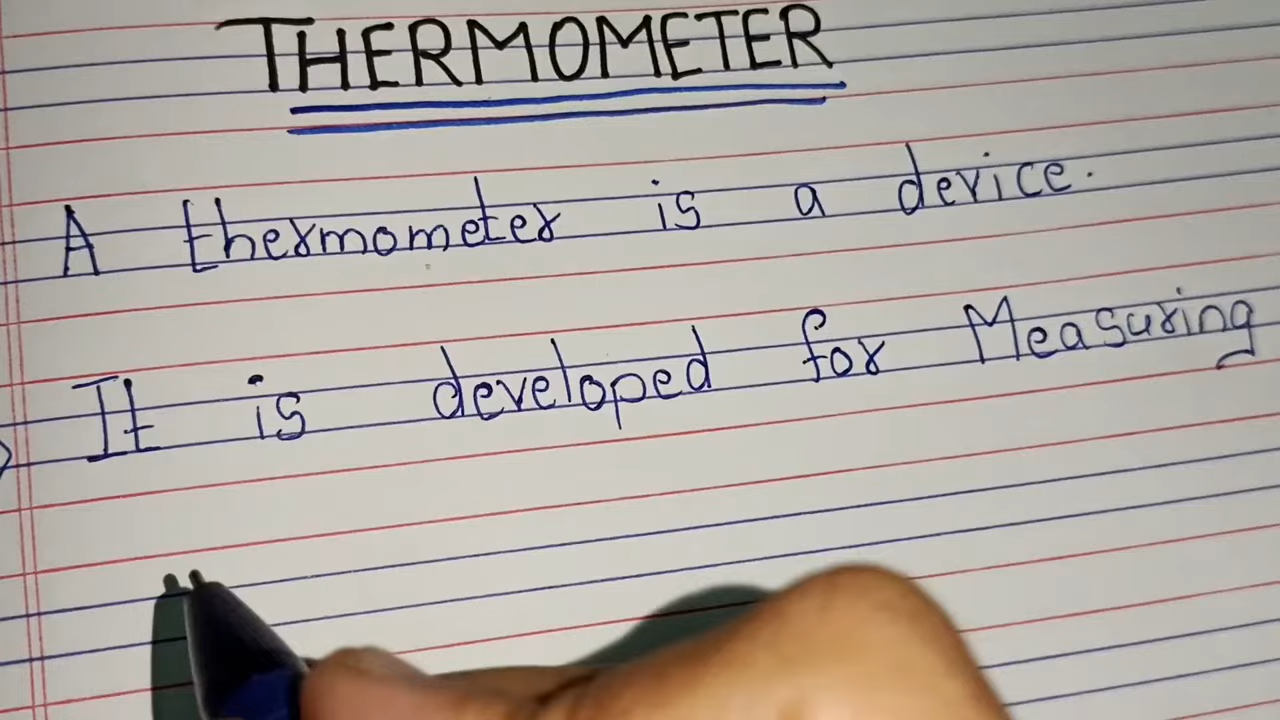 THERMOMETER
A thermometer is a device.
It is developed for Measuring